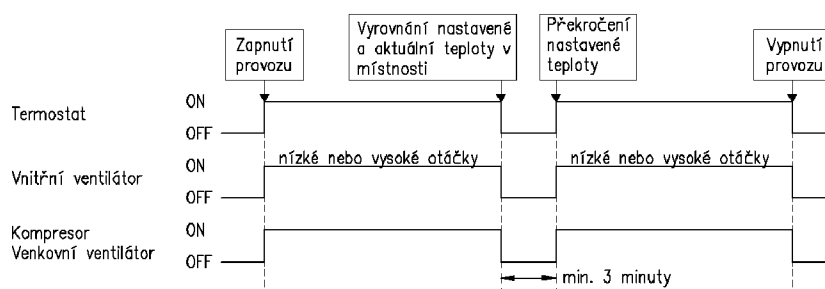 Zapnutí
provozu
Vyrovnání nastavené
a aktuální teploty v
místnosti
Překročení
nastavené
teploty
Vypnutí
provozu
Termostat
ON
OFF
Vnitřní ventilátor
ON
nízké nebo vysoké otáčky
nízké nebo vysoké otáčky
OFF
Kompresor
Venkovní ventilátor
ON
OFF
min. 3 minuty